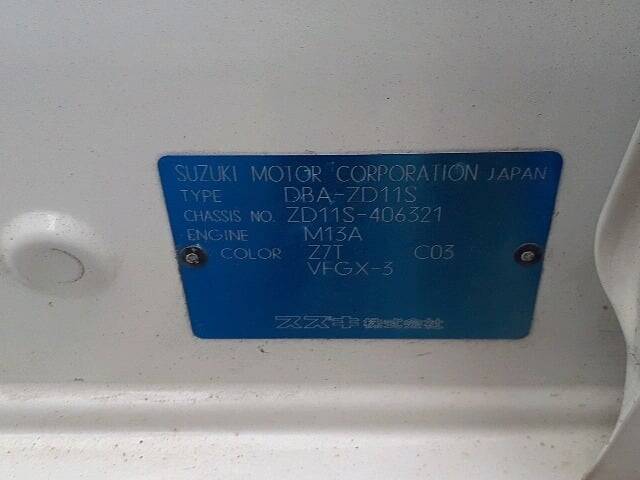 SUZUKI MOTOR CORPORATION JAPAN
TYPE DBA-ZD11S
CHASSIS NO. ZD11S-406321
ENGINE M13A
COLOR Z7T C03
VFGX-3
スズキ株式会社